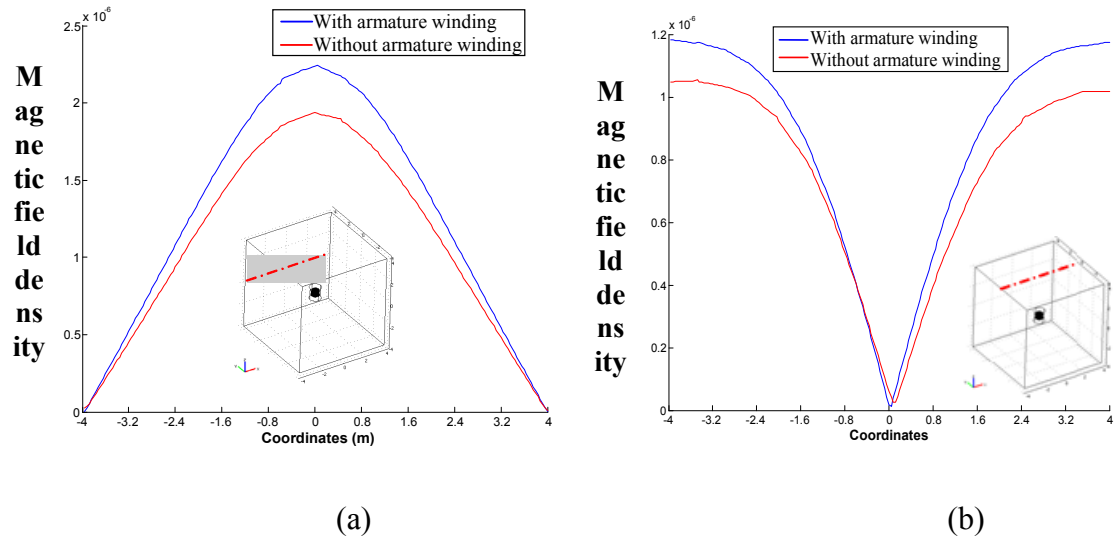 x 10^-6
2.5
2
1.5
1
0.5
0
With armature winding
Without armature winding
M
ag
ne
tic
fie
ld
de
ns
ity
-4 -3.2 -2.4 -1.6 -0.8 0 0.8 1.6 2.4 3.2 4
Coordinates (m)
(a)
x 10^-6
1.2
1
0.8
0.6
0.4
0.2
0
With armature winding
Without armature winding
M
ag
ne
tic
fie
ld
de
ns
ity
-4 -3.2 -2.4 -1.6 -0.8 0 0.8 1.6 2.4 3.2 4
Coordinates
(b)